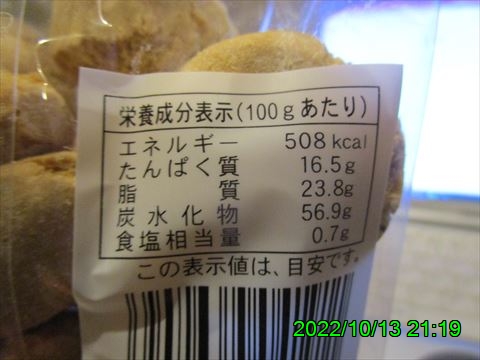 栄養成分表示(100gあたり)
エネルギー 508kcal
たんぱく質 16.5g
脂質 23.8g
炭水化物 56.9g
食塩相当量 0.7g
この表示値は、目安です。
2022/10/13 21:19